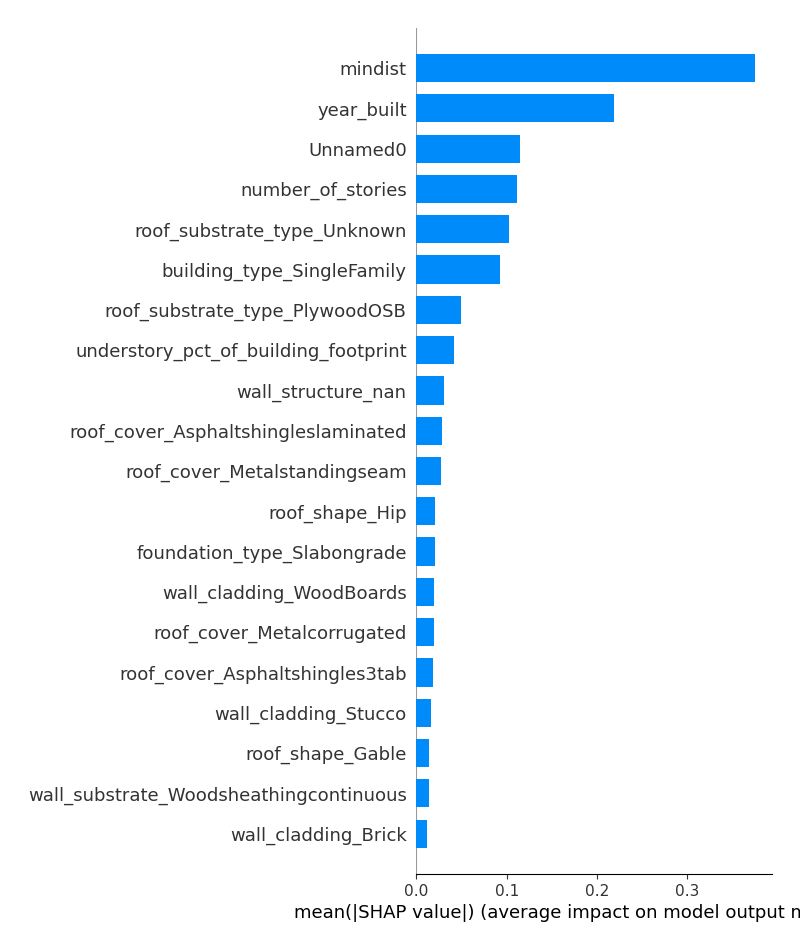 mindist
year_built
Unnamed0
number_of_stories
roof_substrate_type_Unknown
building_type_SingleFamily
roof_substrate_type_PlywoodOSB
understory_pct_of_building_footprint
wall_structure_nan
roof_cover_Asphaltshingleslaminated
roof_cover_Metalstandingseam
roof_shape_Hip
foundation_type_Slabongrade
wall_cladding_WoodBoards
roof_cover_Metalcorrugated
roof_cover_Asphaltshingles3tab
wall_cladding_Stucco
roof_shape_Gable
wall_substrate_Woodsheathingcontinuous
wall_cladding_Brick
0.0 0.1 0.2 0.3
mean(|SHAP value|) (average impact on model output